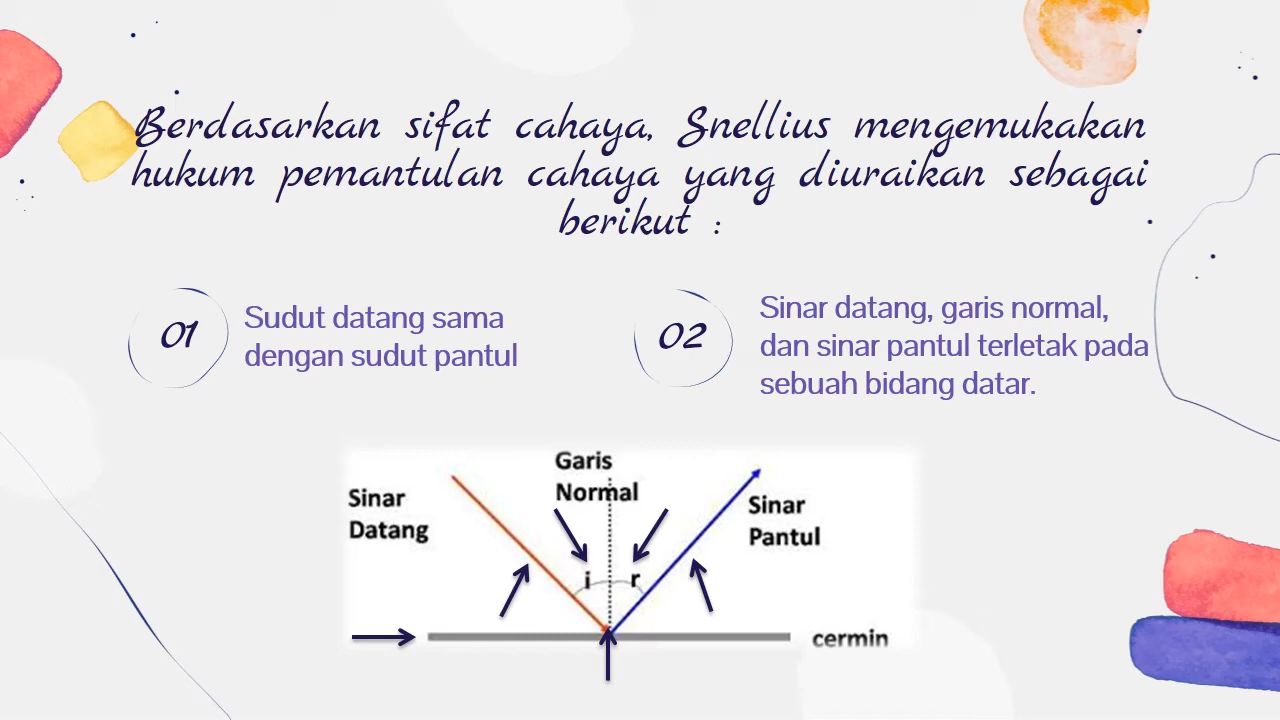 Berdasarkan sifat cahaya, Snellius mengemukakan
hukum pemantulan cahaya yang diuraikan sebagai
berikut :
01
Sudut datang sama
dengan sudut pantul
02
Sinar datang, garis normal,
dan sinar pantul terletak pada
sebuah bidang datar.
Garis
Normal
Sinar
Datang
Sinar
Pantul
i
r
cermin